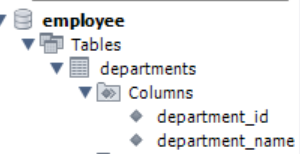 employee
Tables
departments
Columns
department_id
department_name